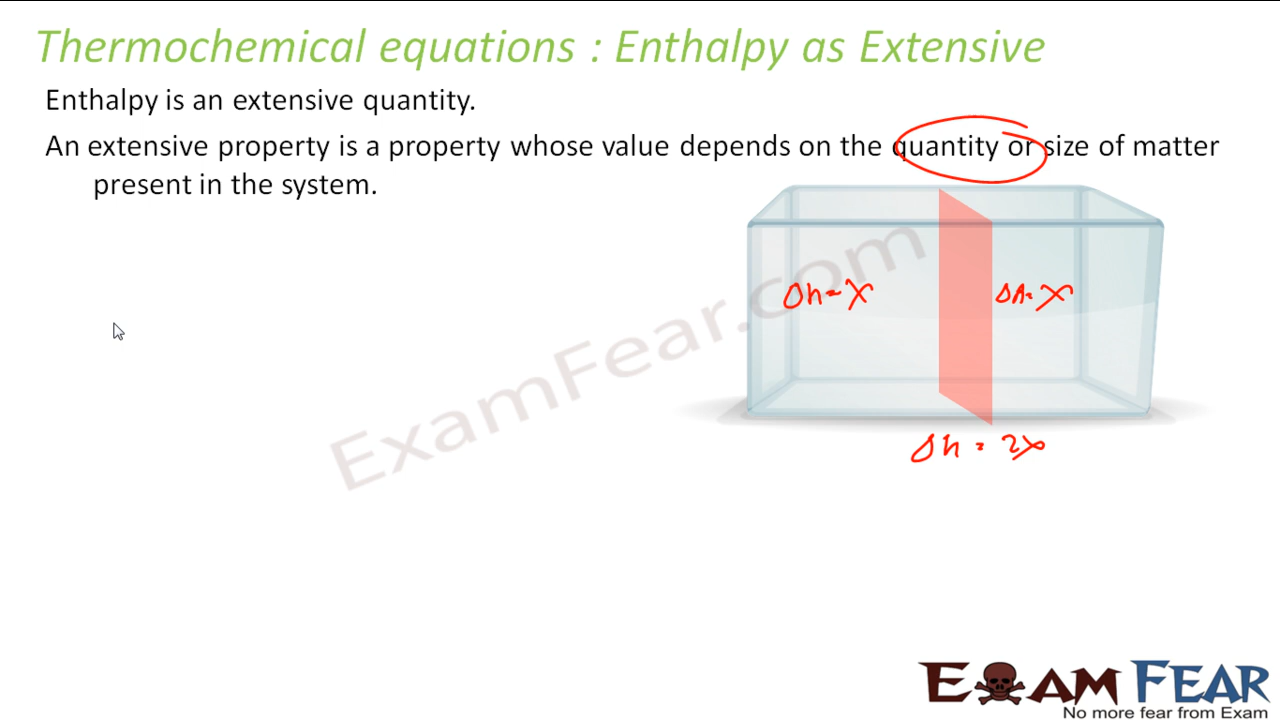 Thermochemical equations : Enthalpy as Extensive
Enthalpy is an extensive quantity.
An extensive property is a property whose value depends on the quantity or size of matter
present in the system.
Δh = x
Δh = x
Δh = 2x
ExamFear.com
EXAM FEAR
No more fear from Exam